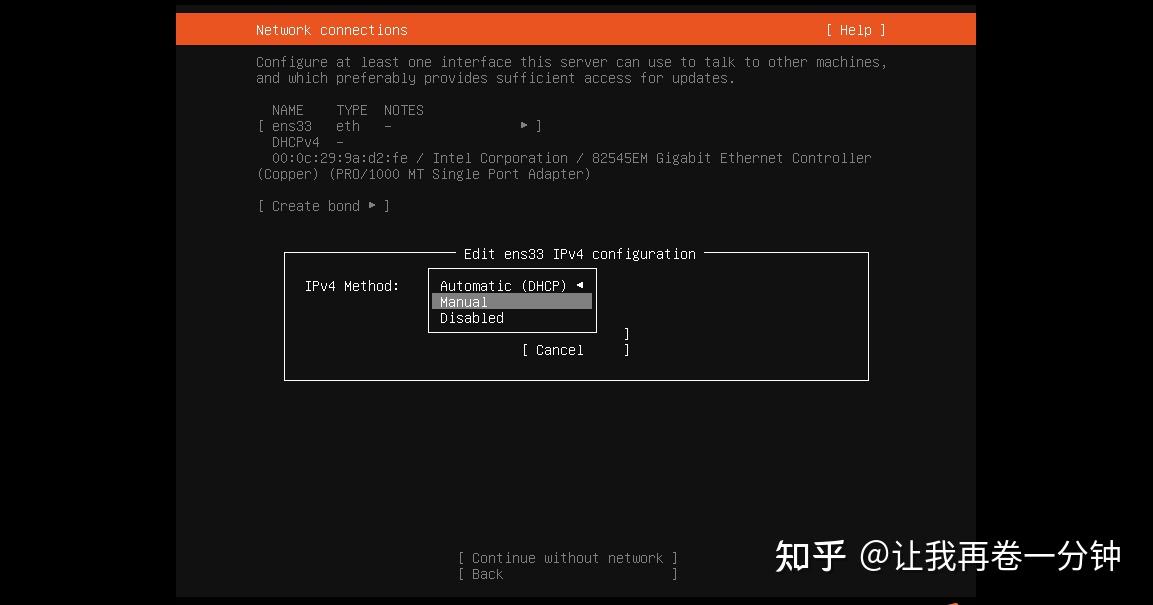 Network connections [ Help ]
Configure at least one interface this server can use to talk to other machines,
and which preferably provides sufficient access for updates.
NAME TYPE NOTES
[ ens33 eth – ▸ ]
DHCPv4 –
00:0c:29:9a:d2:fe / Intel Corporation / 82545EM Gigabit Ethernet Controller
(Copper) (PRO/1000 MT Single Port Adapter)
[ Create bond ▸ ]
Edit ens33 IPv4 configuration
IPv4 Method: Automatic (DHCP) ◂
Manual
Disabled
]
[ Cancel ]
[ Continue without network ]
[ Back ]
知乎 @让我再卷一分钟